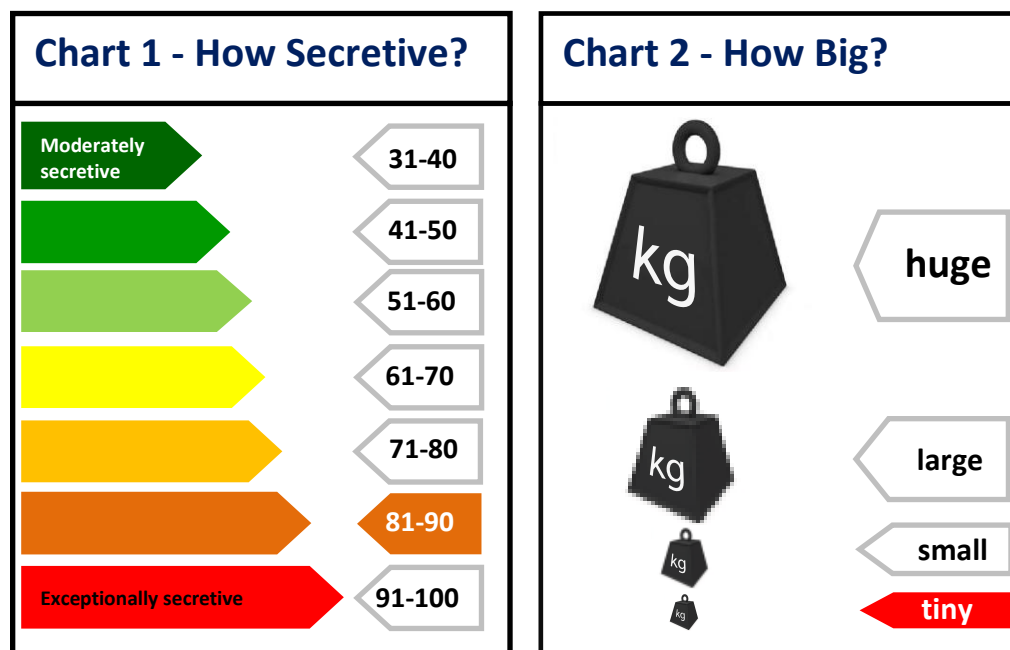 Chart 1 - How Secretive?
Moderately
secretive
31-40
41-50
51-60
61-70
71-80
81-90
Exceptionally secretive
91-100
Chart 2 - How Big?
kg
huge
kg
large
kg
small
kg
tiny